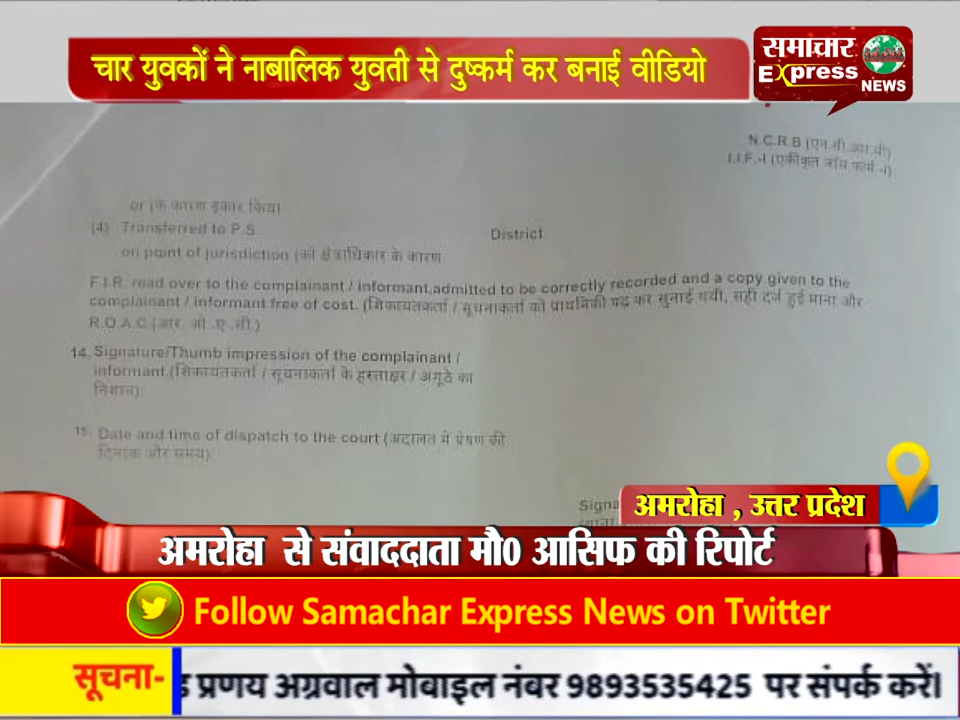 चार युवकों ने नाबालिक युवती से दुष्कर्म कर बनाई वीडियो
समाचार
Express
NEWS
N.C.R.B (एन.सी.आर.बी)
I.I.F.-I (एकीकृत जाँच फार्म -I)
or (के कारण इंकार किया)
(4) Transferred to P.S. District
on point of jurisdiction (को क्षेत्राधिकार के कारण
F.I.R. read over to the complainant / informant,admitted to be correctly recorded and a copy given to the
complainant / informant free of cost. (शिकायतकर्ता / सूचनाकर्ता को प्राथमिकी पढ़ कर सुनाई गयी, सही दर्ज हुई माना और
R.O.A.C.(आर. ओ .ए .सी.)
14. Signature/Thumb impression of the complainant /
informant.(शिकायतकर्ता / सूचनाकर्ता के हस्ताक्षर / अंगूठे का
निशान)
15. Date and time of dispatch to the court (अदालत में प्रेषण की
दिनांक और समय):
Signa
अमरोहा , उत्तर प्रदेश
अमरोहा से संवाददाता मौ0 आसिफ की रिपोर्ट
Follow Samachar Express News on Twitter
सूचना- प्रणय अग्रवाल मोबाइल नंबर 9893535425 पर संपर्क करें।